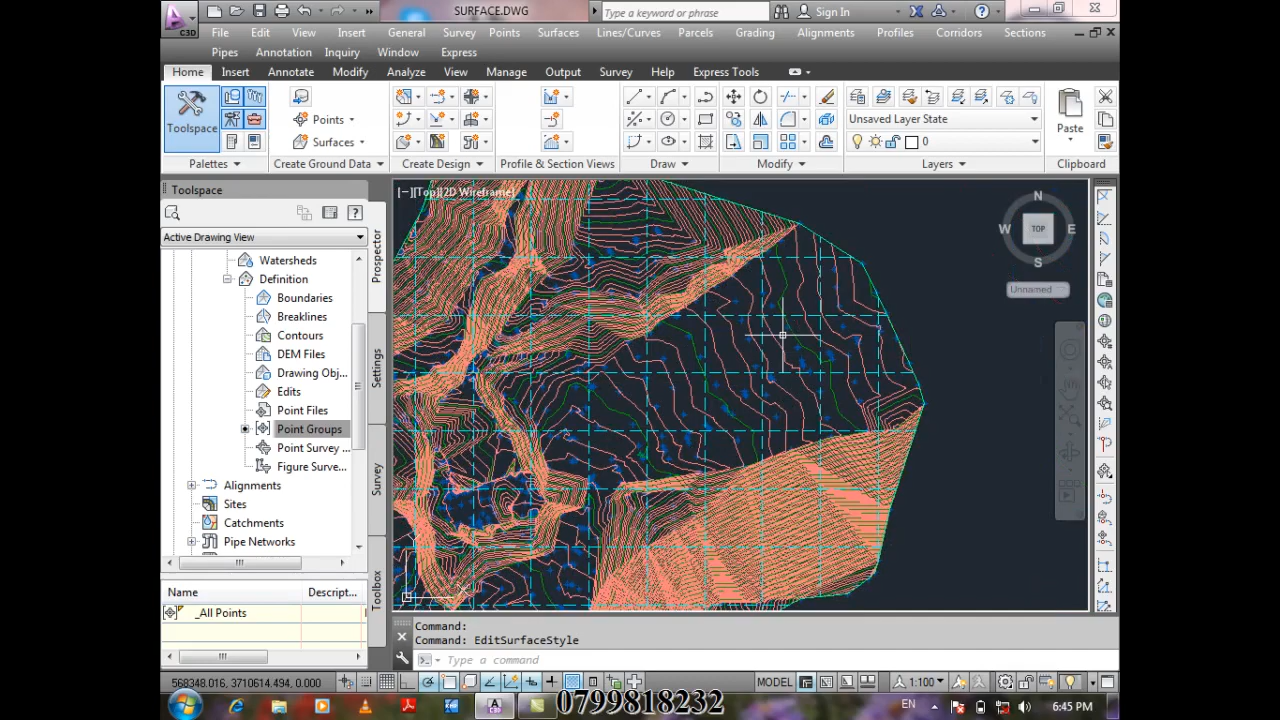 SURFACE.DWG
Type a keyword or phrase
Sign In
C3D
File Edit View Insert General Survey Points Surfaces Lines/Curves Parcels Grading Alignments Profiles Corridors Sections
Pipes Annotation Inquiry Window Express
Home Insert Annotate Modify Analyze View Manage Output Survey Help Express Tools
Toolspace
Points
Surfaces
Unsaved Layer State
0
Paste
Palettes
Create Ground Data
Create Design
Profile & Section Views
Draw
Modify
Layers
Clipboard
Toolspace
Active Drawing View
Watersheds
Definition
Boundaries
Breaklines
Contours
DEM Files
Drawing Obj...
Edits
Point Files
Point Groups
Point Survey ...
Figure Surve...
Alignments
Sites
Catchments
Pipe Networks
Name Descript...
_All Points
Prospector
Settings
Survey
Toolbox
[−][Top][2D Wireframe]
N
W TOP E
S
Unnamed
Command:
Command: EditSurfaceStyle
Type a command
568348.016, 3710614.494, 0.000
MODEL
1:100
0799818232
EN
6:45 PM